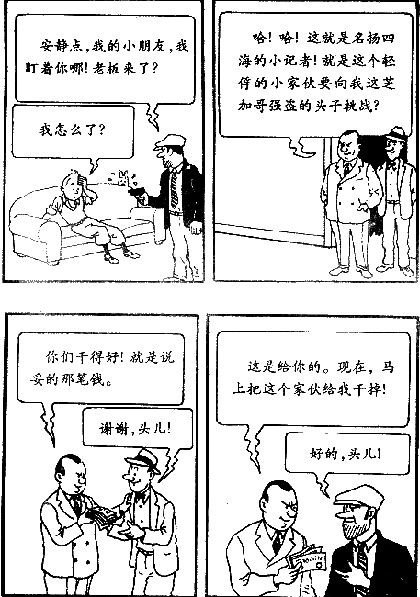 安静点，我的小朋友，我
盯着你哪！老板来了？
我怎么了？
哈！哈！这就是名扬四
海的小记者！就是这个轻
侍的小家伙要向我这芝
加哥强盗的头子挑战？
你们干得好！就是说
妥的那笔钱。
谢谢，头儿！
这是给你的。现在，马
上把这个家伙给我干掉！
好的，头儿！